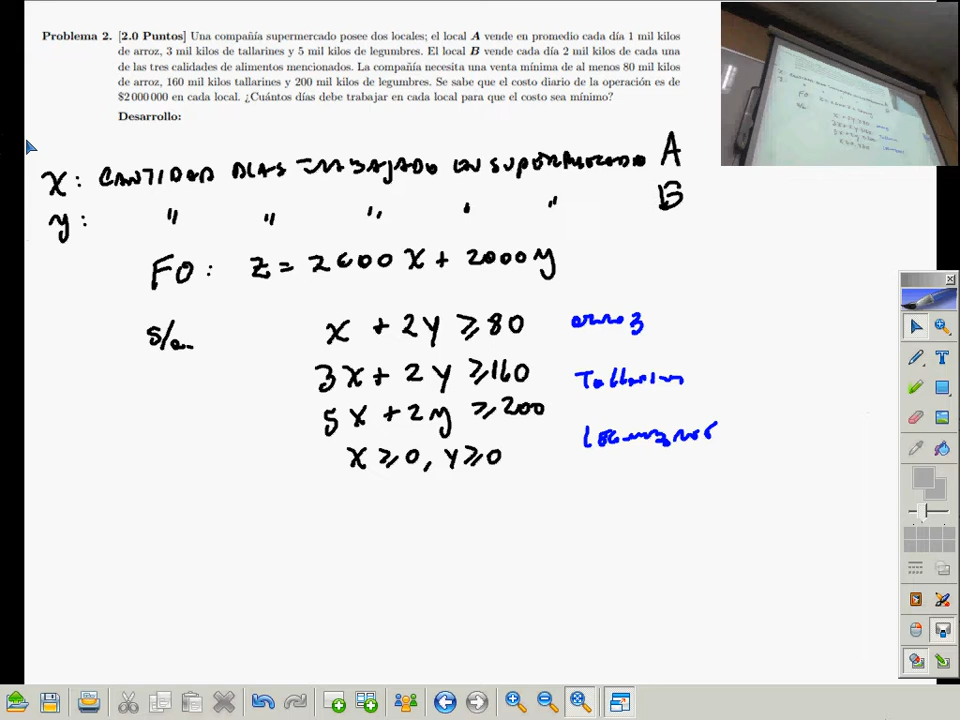 Problema 2. [2.0 Puntos] Una compañía supermercado posee dos locales; el local A vende en promedio cada día 1 mil kilos
de arroz, 3 mil kilos de tallarines y 5 mil kilos de legumbres. El local B vende cada día 2 mil kilos de cada una
de las tres calidades de alimentos mencionados. La compañía necesita una venta mínima de al menos 80 mil kilos
de arroz, 160 mil kilos tallarines y 200 mil kilos de legumbres. Se sabe que el costo diario de la operación es de
$2 000 000 en cada local. ¿Cuántos días debe trabajar en cada local para que el costo sea mínimo?
Desarrollo:
x: CANTIDAD DIAS TRABAJADO EN SUPERMERCADO A
y: " " " " " B
FO: Z = 2000 x + 2000 y
S/a
x + 2y ≥ 80 arroz
3x + 2y ≥ 160 Tallarines
5x + 2y ≥ 200 legumbres
x ≥ 0, y ≥ 0